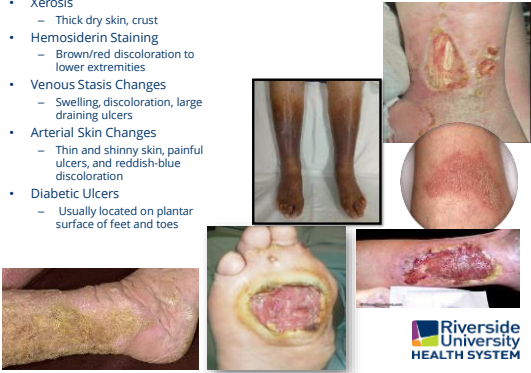 • Xerosis
– Thick dry skin, crust
• Hemosiderin Staining
– Brown/red discoloration to
lower extremities
• Venous Stasis Changes
– Swelling, discoloration, large
draining ulcers
• Arterial Skin Changes
– Thin and shinny skin, painful
ulcers, and reddish-blue
discoloration
• Diabetic Ulcers
– Usually located on plantar
surface of feet and toes
Riverside
University
HEALTH SYSTEM